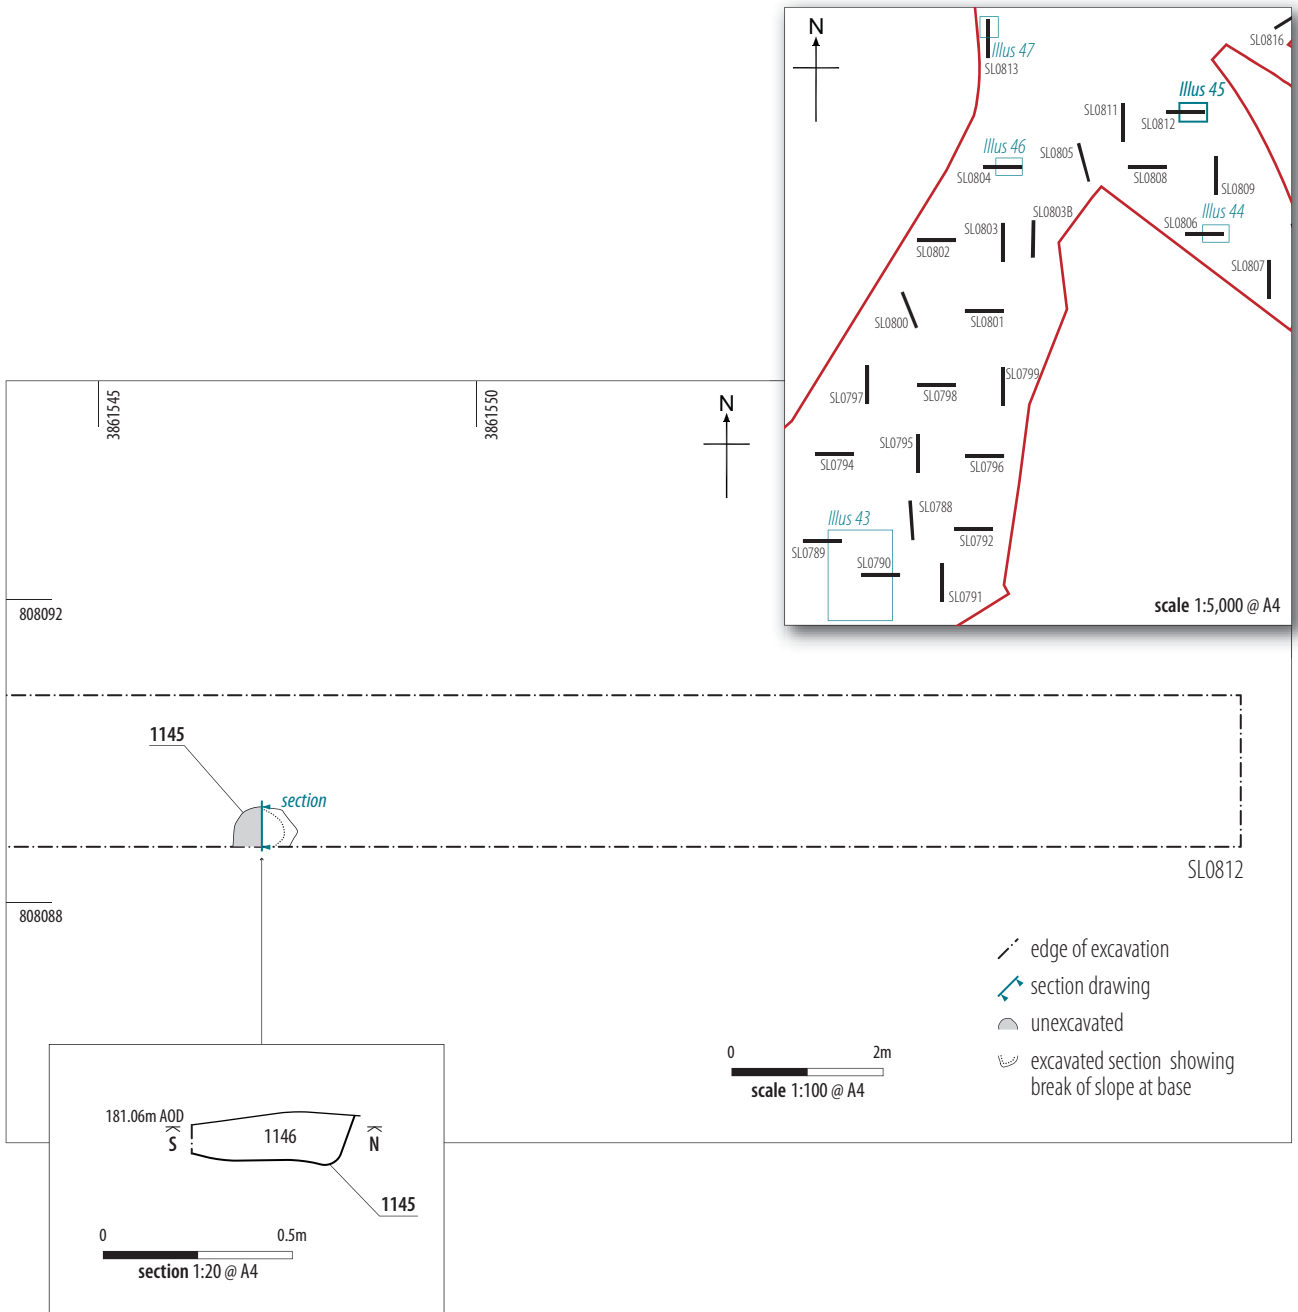 N
Illus 47
SL0813
SL0816
Illus 45
SL0811
SL0812
Illus 46
SL0805
SL0804
SL0808
SL0809
SL0803B
Illus 44
SL0803
SL0806
SL0802
SL0807
SL0800
SL0801
SL0797
SL0798
SL0799
SL0795
SL0794
SL0796
SL0788
Illus 43
SL0792
SL0789
SL0790
SL0791
scale 1:5,000 @ A4
3861545
3861550
N
808092
1145
section
SL0812
808088
edge of excavation
section drawing
unexcavated
excavated section showing
break of slope at base
0 2m
scale 1:100 @ A4
181.06m AOD
S
1146
N
1145
0 0.5m
section 1:20 @ A4